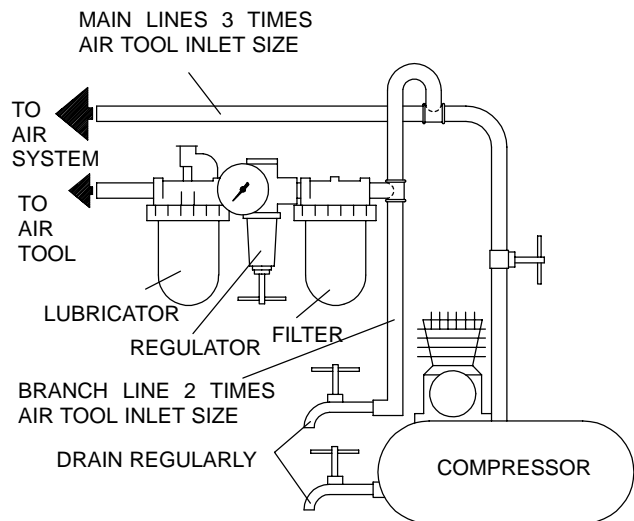 MAIN LINES 3 TIMES
AIR TOOL INLET SIZE
TO
AIR
SYSTEM
TO
AIR
TOOL
LUBRICATOR
REGULATOR
FILTER
BRANCH LINE 2 TIMES
AIR TOOL INLET SIZE
DRAIN REGULARLY
COMPRESSOR